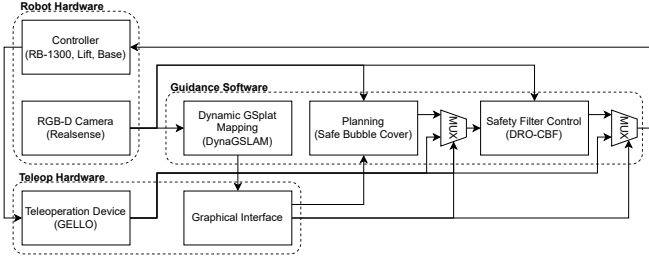 Robot Hardware
Controller
(RB-1300, Lift, Base)
RGB-D Camera
(Realsense)
Guidance Software
Dynamic GSplat
Mapping
(DynaGSLAM)
Planning
(Safe Bubble Cover)
MUX
Safety Filter Control
(DRO-CBF)
MUX
Teleop Hardware
Teleoperation Device
(GELLO)
Graphical Interface